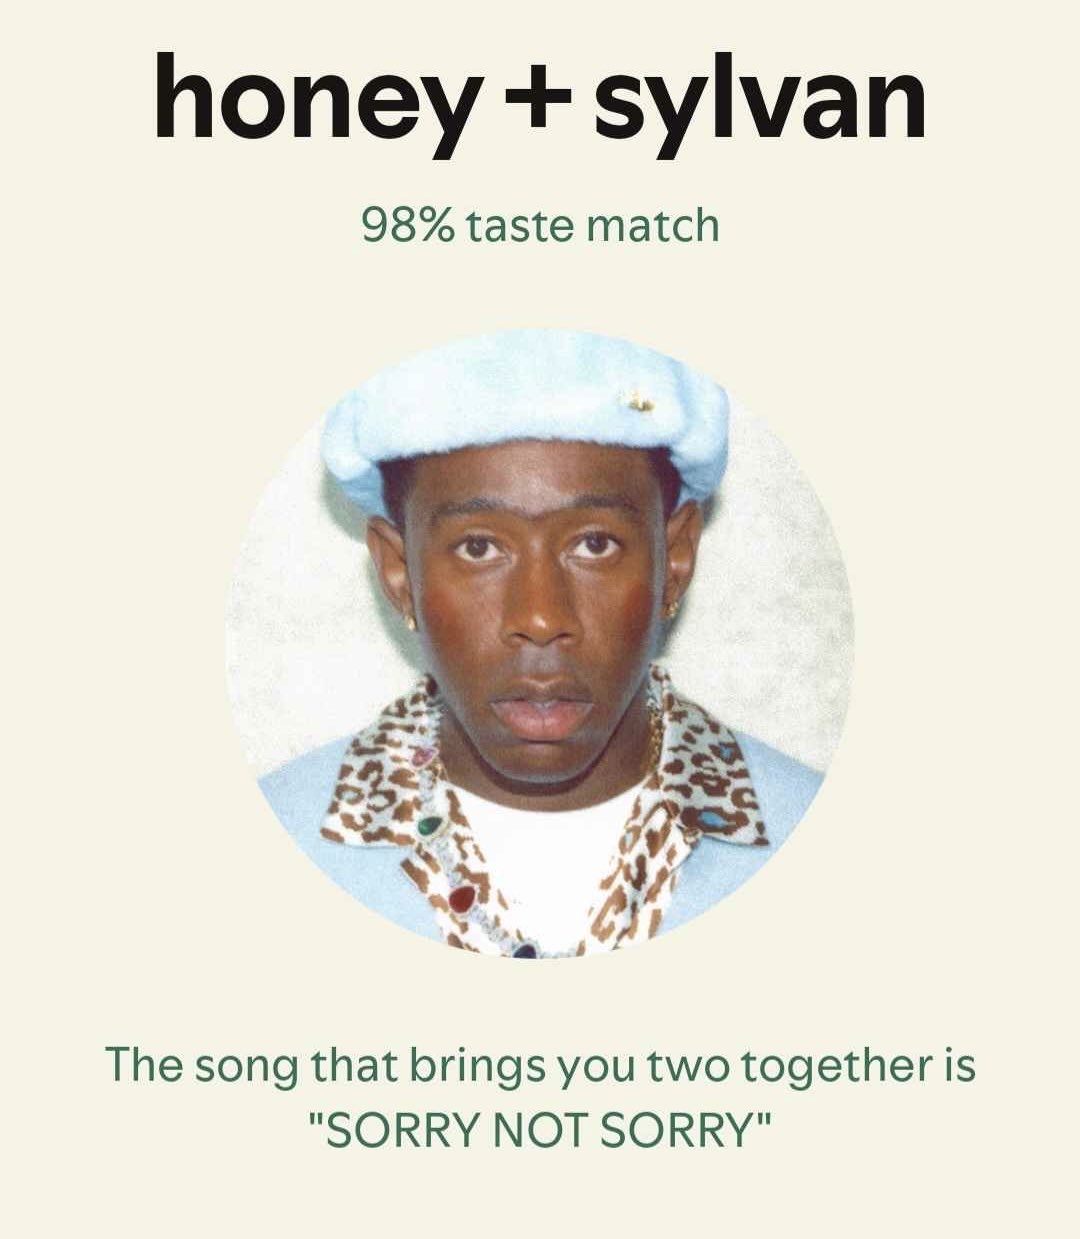 honey + sylvan
98% taste match
The song that brings you two together is
"SORRY NOT SORRY"